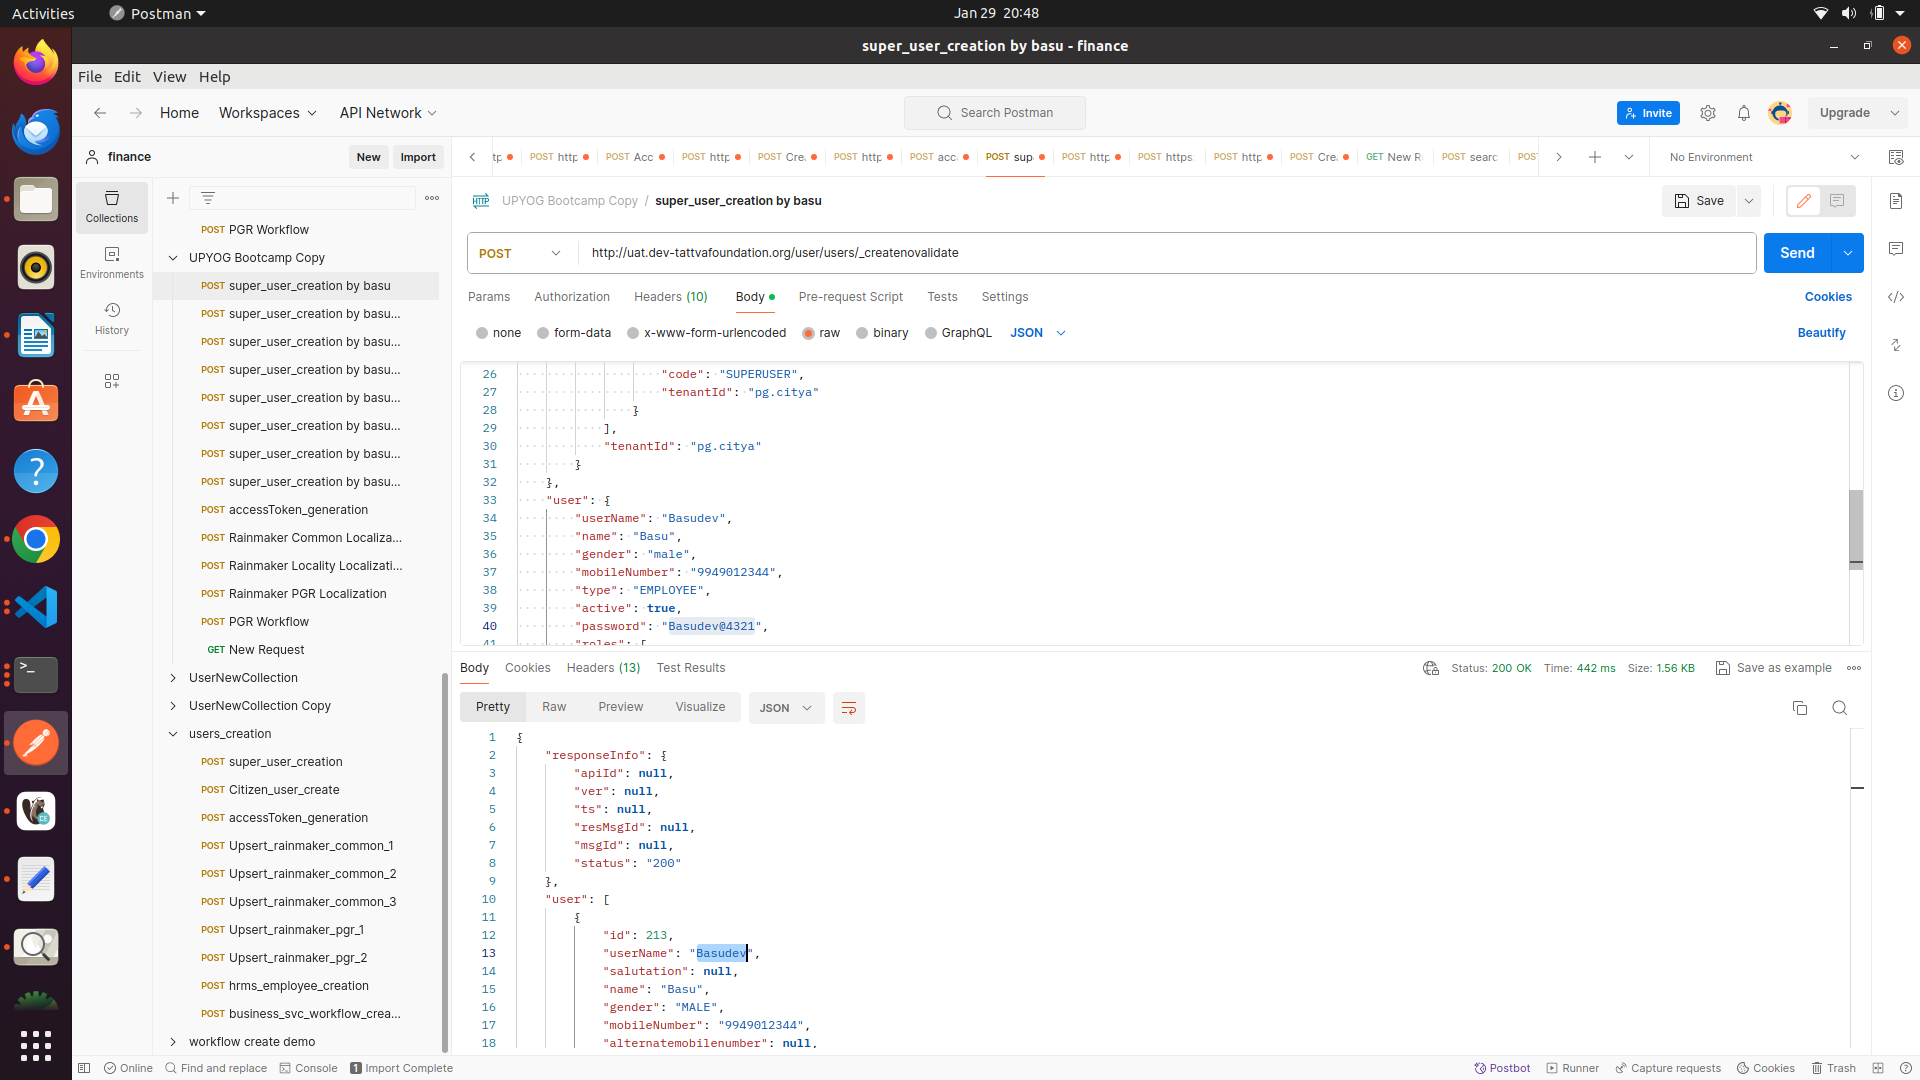 Activities
Postman
Jan 29 20:48
super_user_creation by basu - finance
File Edit View Help
Home Workspaces API Network
Search Postman
Invite
Upgrade
finance
New Import
POST http
POST Acc
POST http
POST Cre
POST http
POST acc
POST sup
POST http
POST https
POST http
POST Cre
GET New R
POST searc
POS
No Environment
Collections
Environments
History
POST PGR Workflow
UPYOG Bootcamp Copy
POST super_user_creation by basu
POST super_user_creation by basu...
POST super_user_creation by basu...
POST super_user_creation by basu...
POST super_user_creation by basu...
POST super_user_creation by basu...
POST super_user_creation by basu...
POST super_user_creation by basu...
POST accessToken_generation
POST Rainmaker Common Localiza...
POST Rainmaker Locality Localizati...
POST Rainmaker PGR Localization
POST PGR Workflow
GET New Request
UserNewCollection
UserNewCollection Copy
users_creation
POST super_user_creation
POST Citizen_user_create
POST accessToken_generation
POST Upsert_rainmaker_common_1
POST Upsert_rainmaker_common_2
POST Upsert_rainmaker_common_3
POST Upsert_rainmaker_pgr_1
POST Upsert_rainmaker_pgr_2
POST hrms_employee_creation
POST business_svc_workflow_crea...
workflow create demo
HTTP UPYOG Bootcamp Copy / super_user_creation by basu
Save
POST
http://uat.dev-tattvafoundation.org/user/users/_createnovalidate
Send
Params Authorization Headers (10) Body Pre-request Script Tests Settings
Cookies
none form-data x-www-form-urlencoded raw binary GraphQL JSON
Beautify
26 "code": "SUPERUSER",
27 "tenantId": "pg.citya"
28 }
29 ],
30 "tenantId": "pg.citya"
31 }
32 },
33 "user": {
34 "userName": "Basudev",
35 "name": "Basu",
36 "gender": "male",
37 "mobileNumber": "9949012344",
38 "type": "EMPLOYEE",
39 "active": true,
40 "password": "Basudev@4321",
41 "roles": [
Body Cookies Headers (13) Test Results
Status: 200 OK Time: 442 ms Size: 1.56 KB
Save as example
Pretty Raw Preview Visualize JSON
1 {
2 "responseInfo": {
3 "apiId": null,
4 "ver": null,
5 "ts": null,
6 "resMsgId": null,
7 "msgId": null,
8 "status": "200"
9 },
10 "user": [
11 {
12 "id": 213,
13 "userName": "Basudev",
14 "salutation": null,
15 "name": "Basu",
16 "gender": "MALE",
17 "mobileNumber": "9949012344",
18 "alternatemobilenumber": null,
Online Find and replace Console 1 Import Complete
Postbot Runner Capture requests Cookies Trash